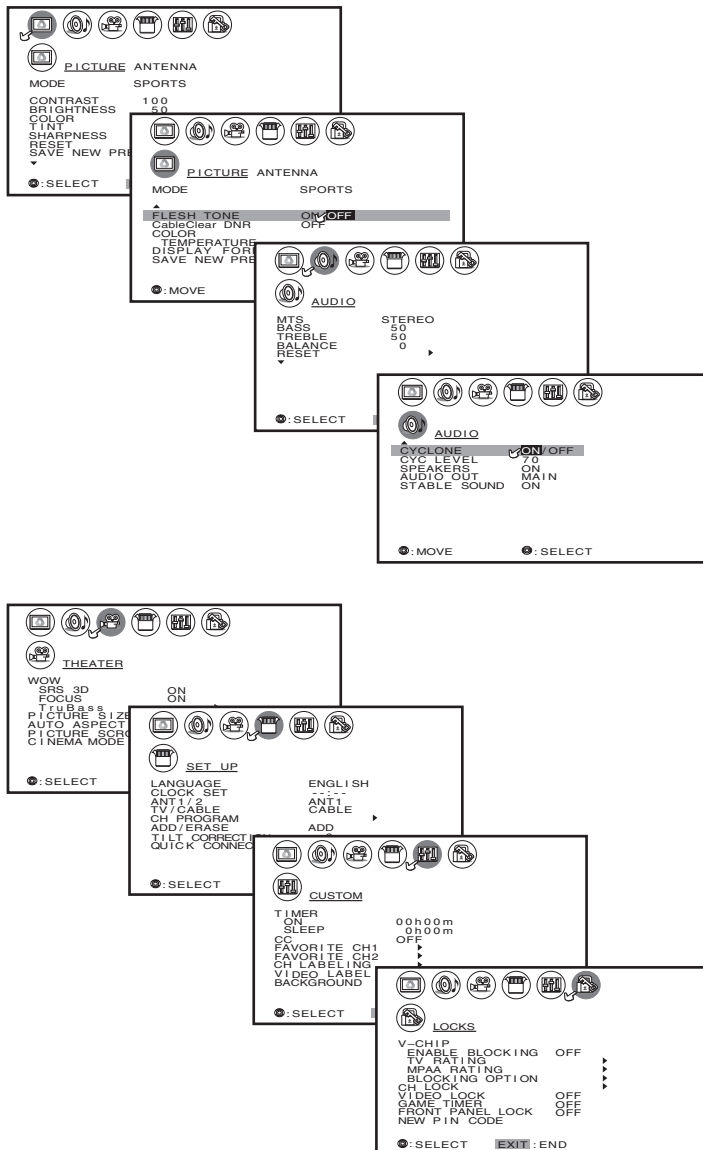 PICTURE ANTENNA
MODE SPORTS
CONTRAST 100
BRIGHTNESS 50
COLOR
TINT
SHARPNESS
RESET
SAVE NEW PRE
:SELECT
PICTURE ANTENNA
MODE SPORTS
FLESH TONE ON OFF
CableClear DNR OFF
COLOR
TEMPERATURE
DISPLAY FOR
SAVE NEW PRE
:MOVE
AUDIO
MTS STEREO
BASS 50
TREBLE 50
BALANCE 0
RESET
:SELECT
AUDIO
CYCLONE ON/OFF
CYC LEVEL 70
SPEAKERS ON
AUDIO OUT MAIN
STABLE SOUND ON
:MOVE :SELECT
THEATER
WOW
SRS 3D ON
FOCUS ON
TruBass
PICTURE SIZE
AUTO ASPECT
PICTURE SCRO
CINEMA MODE
:SELECT
SET UP
LANGUAGE ENGLISH
CLOCK SET --:--
ANT1/2 ANT1
TV/CABLE CABLE
CH PROGRAM
ADD/ERASE ADD
TILT CORRECTI
QUICK CONNEC
:SELECT
CUSTOM
TIMER
ON 00h00m
SLEEP 0h00m
CC OFF
FAVORITE CH1
FAVORITE CH2
CH LABELING
VIDEO LABEL
BACKGROUND
:SELECT
LOCKS
V-CHIP
ENABLE BLOCKING OFF
TV RATING
MPAA RATING
BLOCKING OPTION
CH LOCK
VIDEO LOCK OFF
GAME TIMER OFF
FRONT PANEL LOCK OFF
NEW PIN CODE
:SELECT EXIT :END